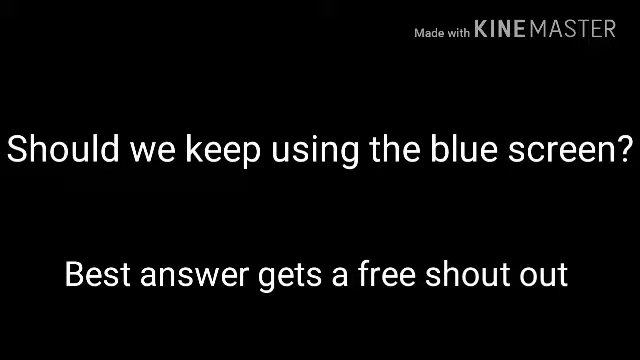 Made with KINEMASTER
Should we keep using the blue screen?
Best answer gets a free shout out